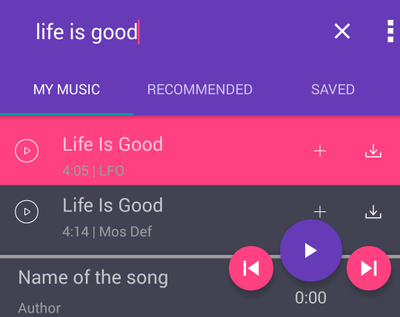 life is good
MY MUSIC RECOMMENDED SAVED
Life Is Good
4:05 | LFO
Life Is Good
4:14 | Mos Def
Name of the song
Author
0:00